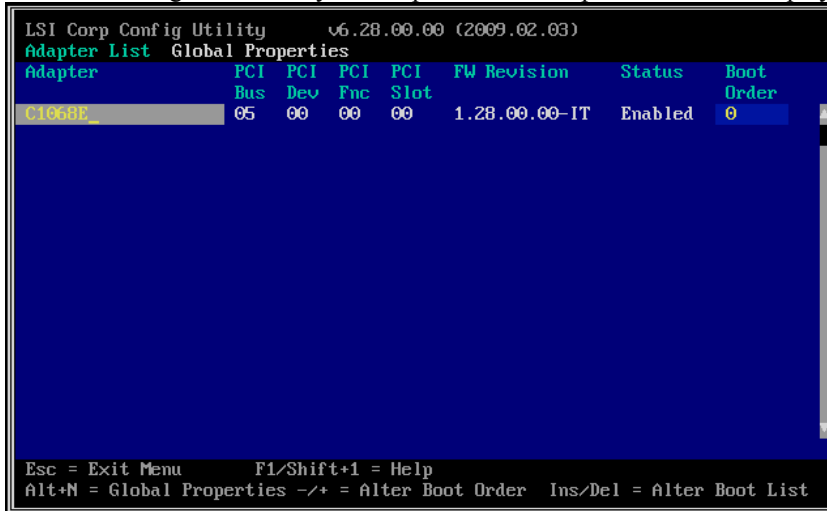 LSI Corp Config Utility v6.28.00.00 (2009.02.03)
Adapter List Global Properties
Adapter PCI PCI PCI PCI FW Revision Status Boot
Bus Dev Fnc Slot Order
C1068E_ 05 00 00 00 1.28.00.00-IT Enabled 0
Esc = Exit Menu F1/Shift+1 = Help
Alt+N = Global Properties -/+ = Alter Boot Order Ins/Del = Alter Boot List